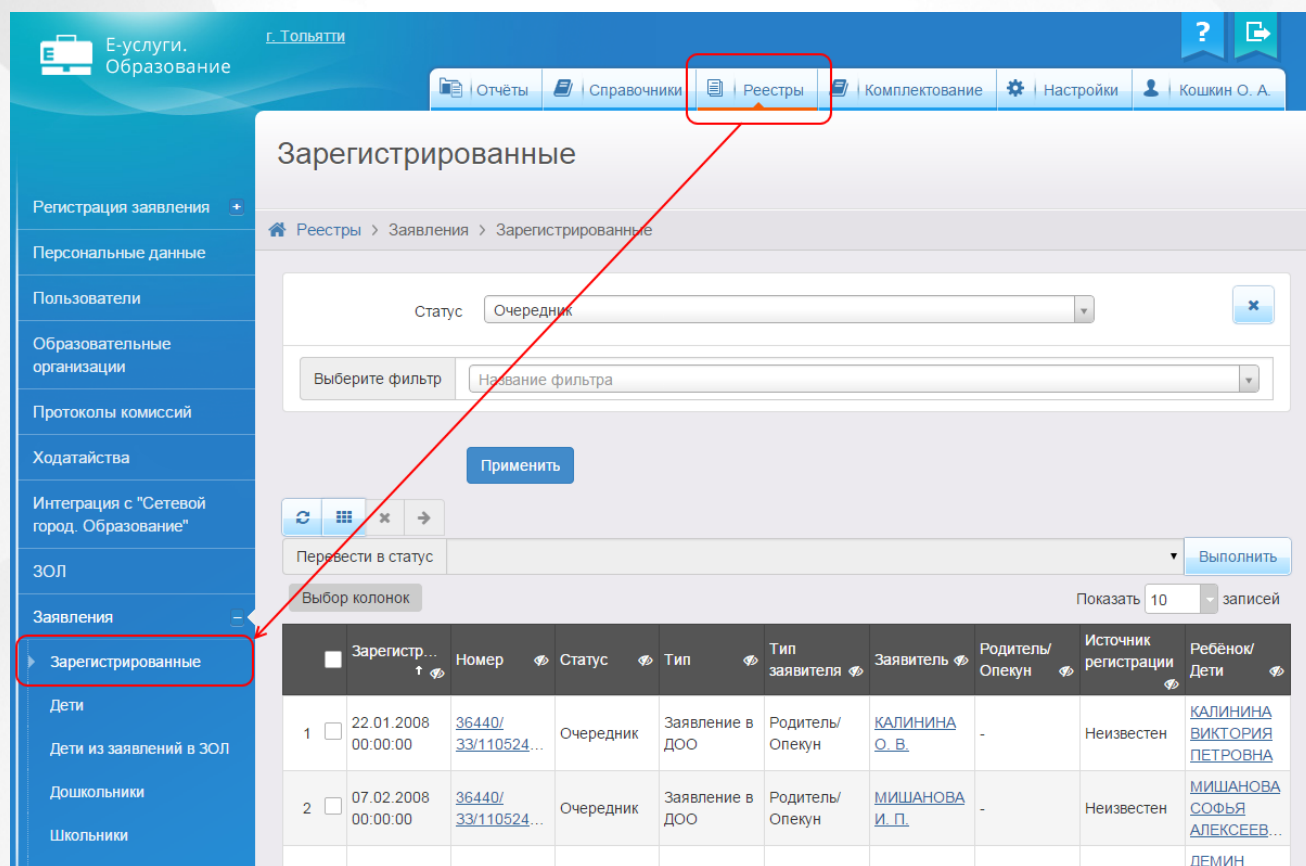 Е-услуги.
Образование
г. Тольятти
?
Отчёты
Справочники
Реестры
Комплектование
Настройки
Кошкин О. А.
Зарегистрированные
Реестры > Заявления > Зарегистрированные
Регистрация заявления +
Персональные данные
Пользователи
Образовательные
организации
Протоколы комиссий
Ходатайства
Интеграция с "Сетевой
город. Образование"
ЗОЛ
Заявления –
Зарегистрированные
Дети
Дети из заявлений в ЗОЛ
Дошкольники
Школьники
Статус Очередник
Выберите фильтр Название фильтра
Применить
Перевести в статус Выполнить
Выбор колонок Показать 10 записей
Зарегистр...
Номер
Статус
Тип
Тип
заявителя
Заявитель
Родитель/
Опекун
Источник
регистрации
Ребёнок/
Дети
1
22.01.2008
00:00:00
36440/
33/110524...
Очередник
Заявление в
ДОО
Родитель/
Опекун
КАЛИНИНА
О. В.
-
Неизвестен
КАЛИНИНА
ВИКТОРИЯ
ПЕТРОВНА
2
07.02.2008
00:00:00
36440/
33/110524...
Очередник
Заявление в
ДОО
Родитель/
Опекун
МИШАНОВА
И. П.
-
Неизвестен
МИШАНОВА
СОФЬЯ
АЛЕКСЕЕВ...
ДЕМИН